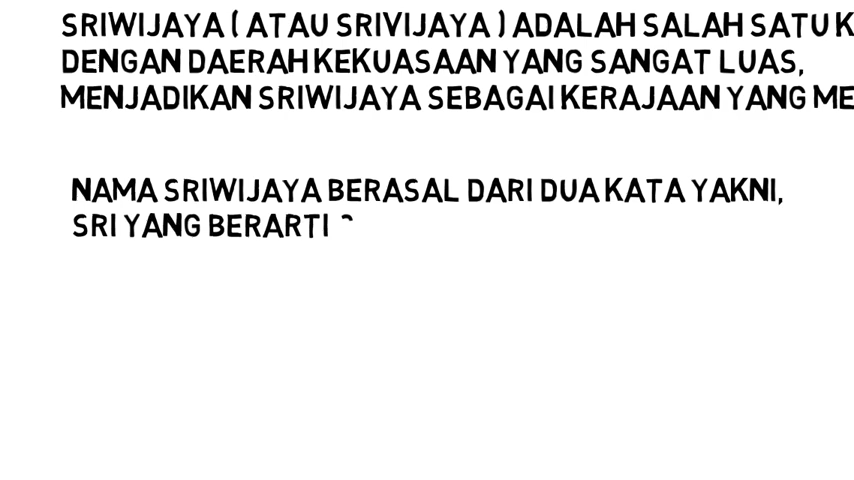 SRIWIJAYA ( ATAU SRIVIJAYA ) ADALAH SALAH SATU K
DENGAN DAERAH KEKUASAAN YANG SANGAT LUAS,
MENJADIKAN SRIWIJAYA SEBAGAI KERAJAAN YANG ME
NAMA SRIWIJAYA BERASAL DARI DUA KATA YAKNI,
SRI YANG BERARTI